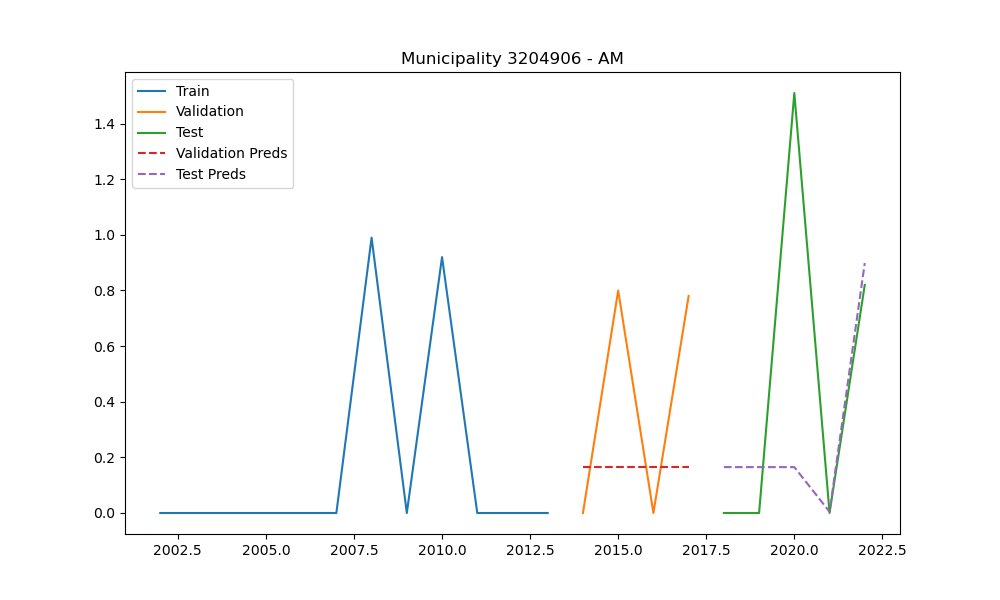 Municipality 3204906 - AM
Train
Validation
Test
Validation Preds
Test Preds
1.4
1.2
1.0
0.8
0.6
0.4
0.2
0.0
2002.5 2005.0 2007.5 2010.0 2012.5 2015.0 2017.5 2020.0 2022.5